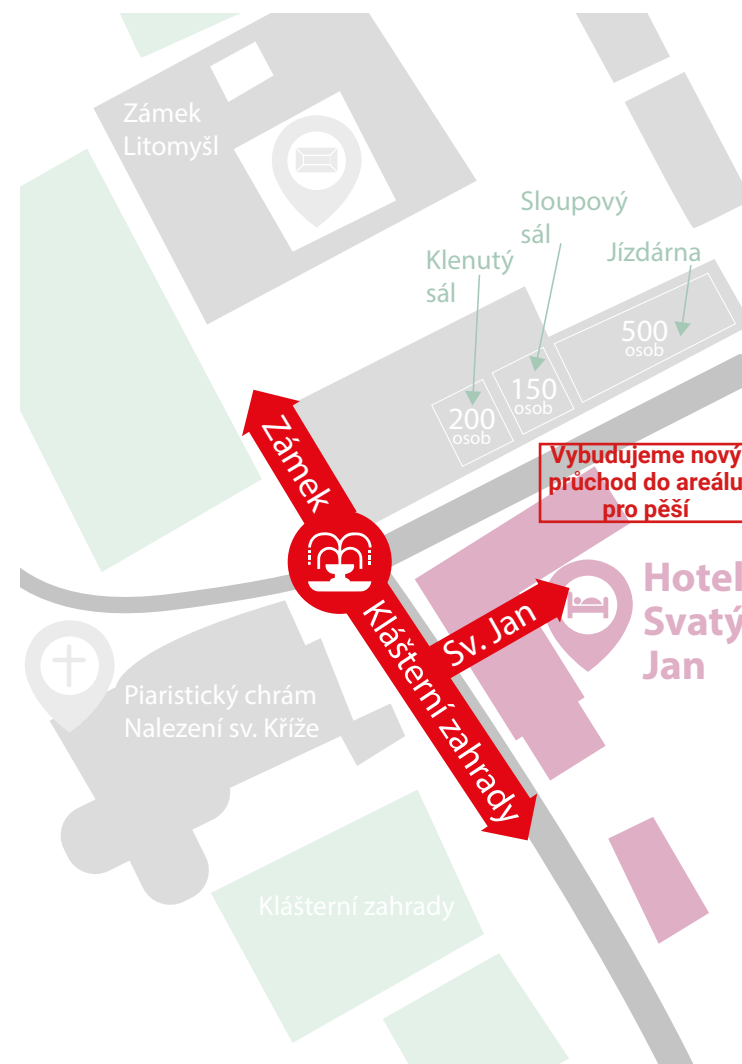 Zámek
Litomyšl
Sloupový
sál
Klenutý
sál
Jízdárna
500
osob
150
osob
200
osob
Zámek
Vybudujeme nový
průchod do areálu
pro pěší
Hotel
Svatý
Jan
Sv. Jan
Klášterní zahrady
Piaristický chrám
Nalezení sv. Kříže
Klášterní zahrady